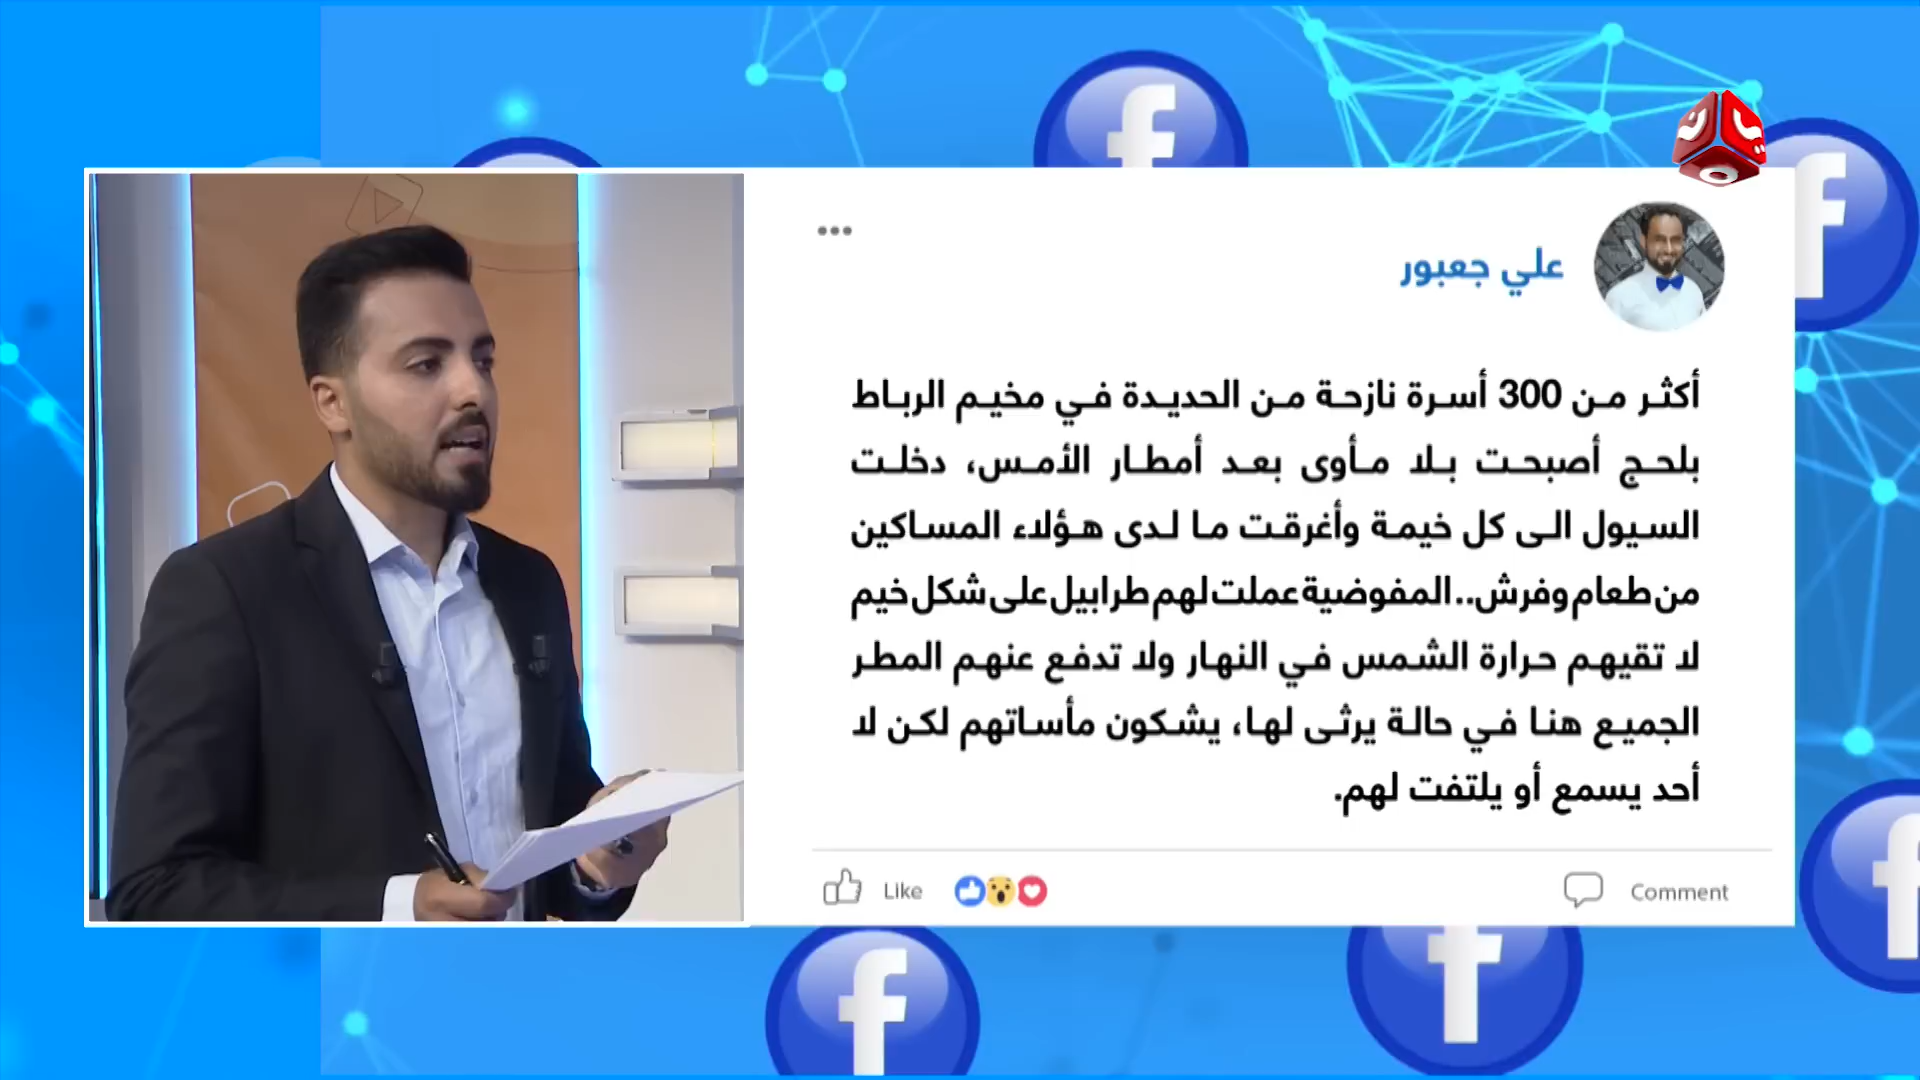 علي جعبور
أكثر من 300 أسرة نازحة من الحديدة في مخيم الرباط
بلحج أصبحت بلا مأوى بعد أمطار الأمس، دخلت
السيول الى كل خيمة وأغرقت ما لدى هؤلاء المساكين
من طعام وفرش.. المفوضية عملت لهم طرابيل على شكل خيم
لا تقيهم حرارة الشمس في النهار ولا تدفع عنهم المطر
الجميع هنا في حالة يرثى لها، يشكون مأساتهم لكن لا
أحد يسمع أو يلتفت لهم.
Like
Comment